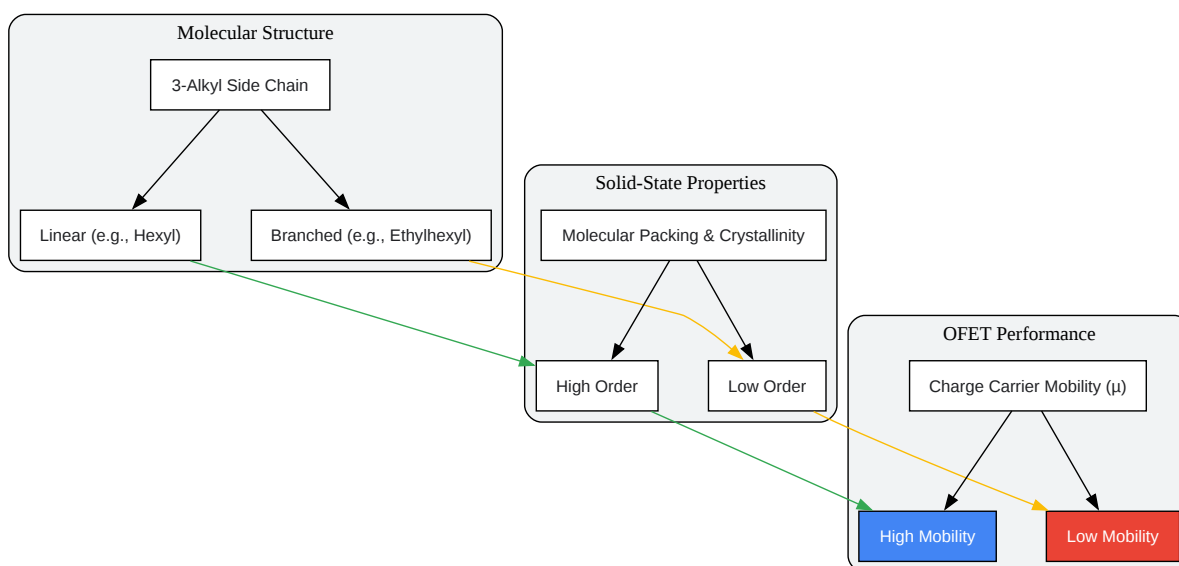 Molecular Structure
3-Alkyl Side Chain
Linear (e.g., Hexyl)
Branched (e.g., Ethylhexyl)
Solid-State Properties
Molecular Packing & Crystallinity
High Order
Low Order
OFET Performance
Charge Carrier Mobility (μ)
High Mobility
Low Mobility